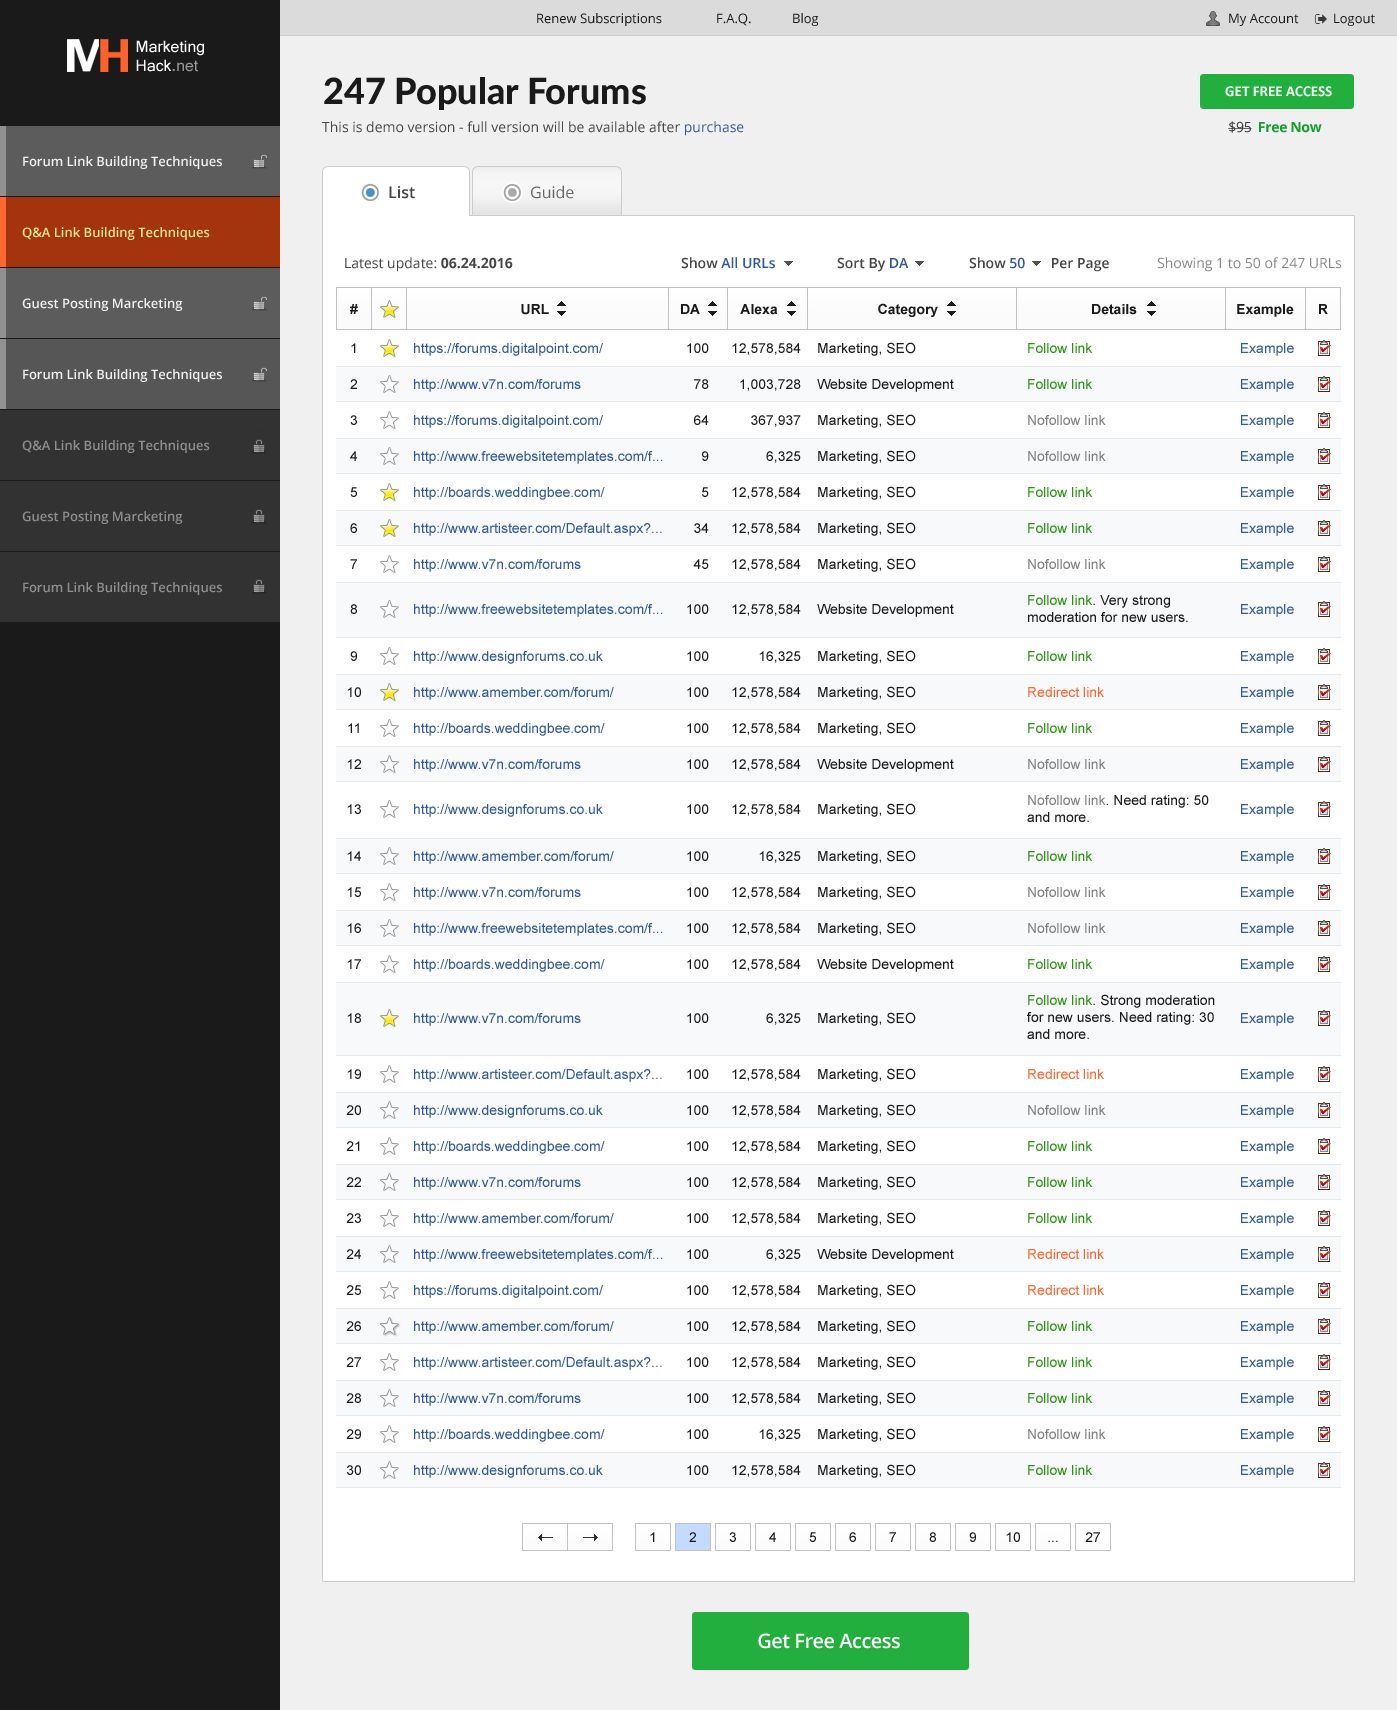 Renew Subscriptions F.A.Q. Blog My Account Logout
MH Marketing
Hack.net
Forum Link Building Techniques
Q&A Link Building Techniques
Guest Posting Marcketing
Forum Link Building Techniques
Q&A Link Building Techniques
Guest Posting Marcketing
Forum Link Building Techniques
247 Popular Forums
GET FREE ACCESS
This is demo version - full version will be available after purchase
$95 Free Now
List Guide
Latest update: 06.24.2016 Show All URLs Sort By DA Show 50 Per Page Showing 1 to 50 of 247 URLs
# URL DA Alexa Category Details Example R
1 https://forums.digitalpoint.com/ 100 12,578,584 Marketing, SEO Follow link Example
2 http://www.v7n.com/forums 78 1,003,728 Website Development Follow link Example
3 https://forums.digitalpoint.com/ 64 367,937 Marketing, SEO Nofollow link Example
4 http://www.freewebsitetemplates.com/f... 9 6,325 Marketing, SEO Nofollow link Example
5 http://boards.weddingbee.com/ 5 12,578,584 Marketing, SEO Follow link Example
6 http://www.artisteer.com/Default.aspx?... 34 12,578,584 Marketing, SEO Follow link Example
7 http://www.v7n.com/forums 45 12,578,584 Marketing, SEO Nofollow link Example
8 http://www.freewebsitetemplates.com/f... 100 12,578,584 Website Development Follow link. Very strong
moderation for new users. Example
9 http://www.designforums.co.uk 100 16,325 Marketing, SEO Follow link Example
10 http://www.amember.com/forum/ 100 12,578,584 Marketing, SEO Redirect link Example
11 http://boards.weddingbee.com/ 100 12,578,584 Marketing, SEO Follow link Example
12 http://www.v7n.com/forums 100 12,578,584 Website Development Nofollow link Example
13 http://www.designforums.co.uk 100 12,578,584 Marketing, SEO Nofollow link. Need rating: 50
and more. Example
14 http://www.amember.com/forum/ 100 16,325 Marketing, SEO Follow link Example
15 http://www.v7n.com/forums 100 12,578,584 Marketing, SEO Nofollow link Example
16 http://www.freewebsitetemplates.com/f... 100 12,578,584 Marketing, SEO Nofollow link Example
17 http://boards.weddingbee.com/ 100 12,578,584 Website Development Follow link Example
18 http://www.v7n.com/forums 100 6,325 Marketing, SEO Follow link. Strong moderation
for new users. Need rating: 30
and more. Example
19 http://www.artisteer.com/Default.aspx?... 100 12,578,584 Marketing, SEO Redirect link Example
20 http://www.designforums.co.uk 100 12,578,584 Marketing, SEO Nofollow link Example
21 http://boards.weddingbee.com/ 100 12,578,584 Marketing, SEO Follow link Example
22 http://www.v7n.com/forums 100 12,578,584 Marketing, SEO Follow link Example
23 http://www.amember.com/forum/ 100 12,578,584 Marketing, SEO Follow link Example
24 http://www.freewebsitetemplates.com/f... 100 6,325 Website Development Redirect link Example
25 https://forums.digitalpoint.com/ 100 12,578,584 Marketing, SEO Redirect link Example
26 http://www.amember.com/forum/ 100 12,578,584 Marketing, SEO Follow link Example
27 http://www.artisteer.com/Default.aspx?... 100 12,578,584 Marketing, SEO Follow link Example
28 http://www.v7n.com/forums 100 12,578,584 Marketing, SEO Follow link Example
29 http://boards.weddingbee.com/ 100 16,325 Marketing, SEO Nofollow link Example
30 http://www.designforums.co.uk 100 12,578,584 Marketing, SEO Follow link Example
← → 1 2 3 4 5 6 7 8 9 10 ... 27
Get Free Access